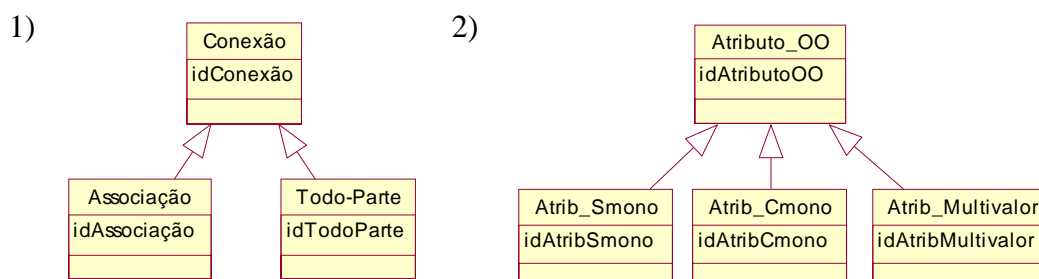 1)
Conexão
idConexão
Associação
idAssociação
Todo-Parte
idTodoParte
2)
Atributo_OO
idAtributoOO
Atrib_Smono
idAtribSmono
Atrib_Cmono
idAtribCmono
Atrib_Multivalor
idAtribMultivalor